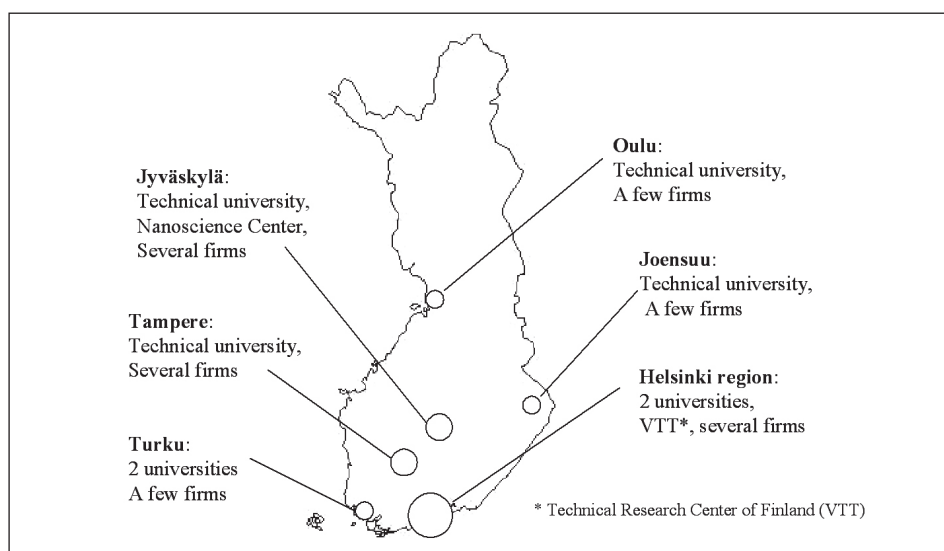 Oulu:
Technical university,
A few firms
Jyväskylä:
Technical university,
Nanoscience Center,
Several firms
Joensuu:
Technical university,
A few firms
Tampere:
Technical university,
Several firms
Helsinki region:
2 universities,
VTT*, several firms
Turku:
2 universities
A few firms
* Technical Research Center of Finland (VTT)